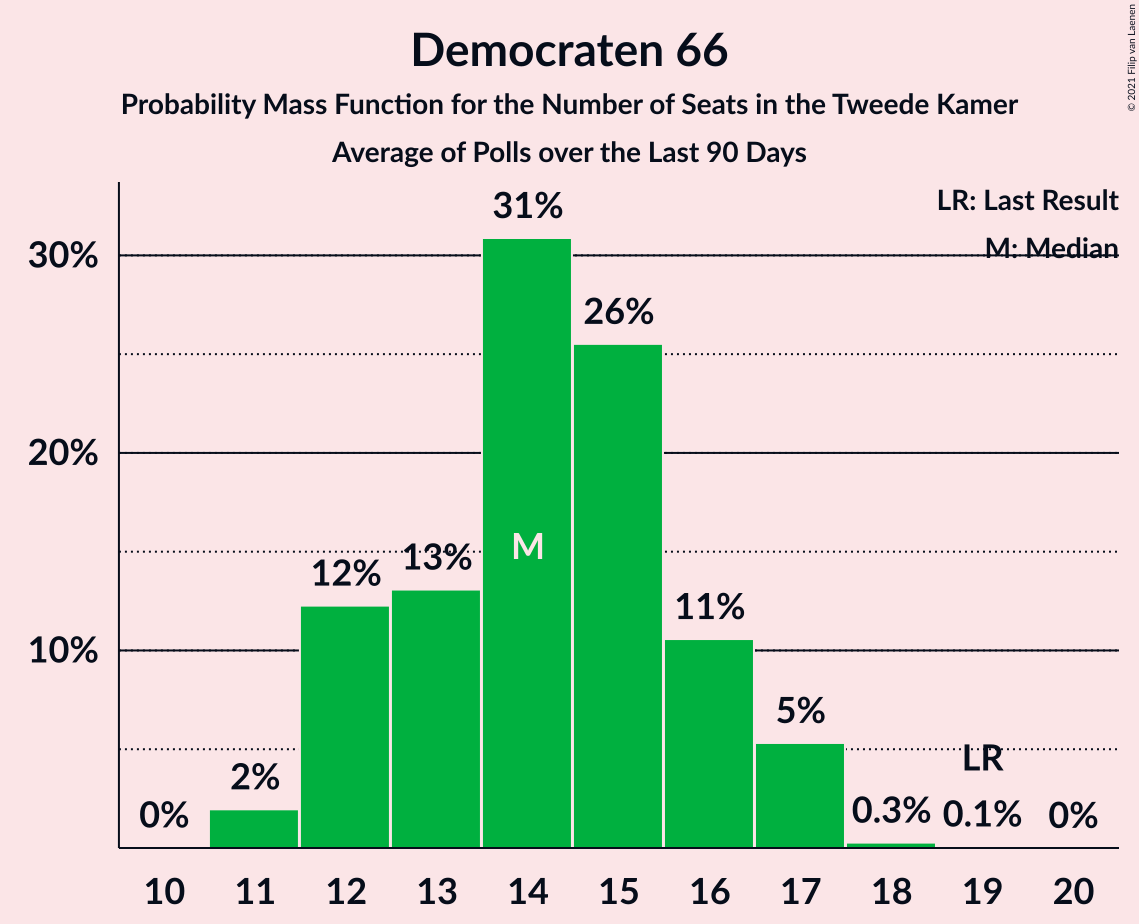 Democraten 66
Probability Mass Function for the Number of Seats in the Tweede Kamer
Average of Polls over the Last 90 Days
© 2021 Filip van Laenen
LR: Last Result
M: Median
30%
20%
10%
0%
2%
12%
13%
31%
26%
11%
5%
0.3%
0.1%
0%
M
LR
10 11 12 13 14 15 16 17 18 19 20